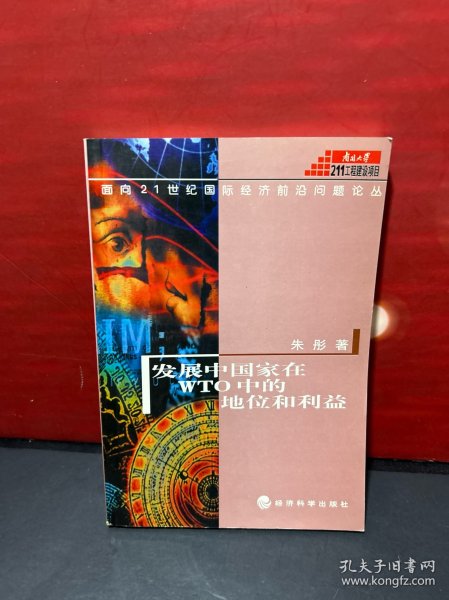 南开大学
211工程建设项目
面向21世纪国际经济前沿问题论丛
IM
朱彤 著
发展中国家在
WTO中的
地位和利益
经济科学出版社
孔夫子旧书网
www.kongfz.com